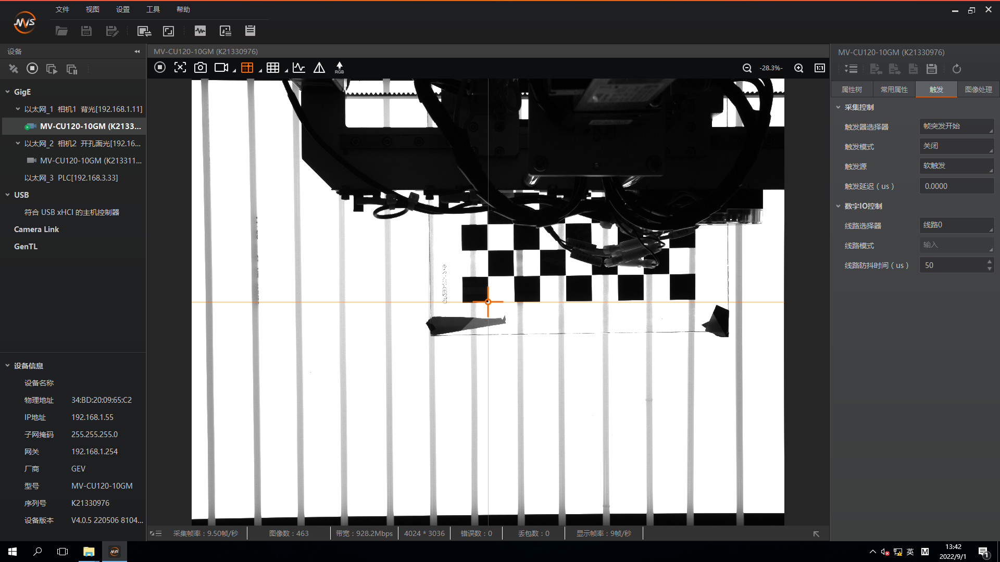 文件 视图 设置 工具 帮助
设备
MV-CU120-10GM (K21330976)
MV-CU120-10GM (K21330976)
RGB
-28.3%-
1:1
属性树 常用属性 触发 图像处理
GigE
以太网_1 相机1 背光[192.168.1.11]
MV-CU120-10GM (K2133...
以太网_2 相机2 开孔面光[192.16...
MV-CU120-10GM (K213311...
以太网_3 PLC[192.168.3.33]
USB
符合 USB xHCI 的主机控制器
Camera Link
GenTL
采集控制
触发器选择器 帧突发开始
触发模式 关闭
触发源 软触发
触发延迟（us） 0.0000
数字IO控制
线路选择器 线路0
线路模式 输入
线路防抖时间（us） 50
设备信息
设备名称
物理地址 34:BD:20:09:65:C2
IP地址 192.168.1.55
子网掩码 255.255.255.0
网关 192.168.1.254
厂商 GEV
型号 MV-CU120-10GM
序列号 K21330976
设备版本 V4.0.5 220506 8104...
采集帧率：9.50帧/秒 图像数：463 带宽：928.2Mbps 4024 * 3036 错误数：0 丢包数：0 显示帧率：9帧/秒
英 M
13:42
2022/9/1
1